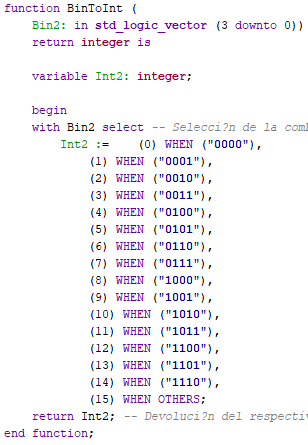 function BinToInt (
Bin2: in std_logic_vector (3 downto 0))
return integer is
variable Int2: integer;
begin
with Bin2 select -- Selecci?n de la
Int2 := (0) WHEN ("0000"),
(1) WHEN ("0001"),
(2) WHEN ("0010"),
(3) WHEN ("0011"),
(4) WHEN ("0100"),
(5) WHEN ("0101"),
(6) WHEN ("0110"),
(7) WHEN ("0111"),
(8) WHEN ("1000"),
(9) WHEN ("1001"),
(10) WHEN ("1010"),
(11) WHEN ("1011"),
(12) WHEN ("1100"),
(13) WHEN ("1101"),
(14) WHEN ("1110"),
(15) WHEN OTHERS;
return Int2; -- Devoluci?n del
end function;